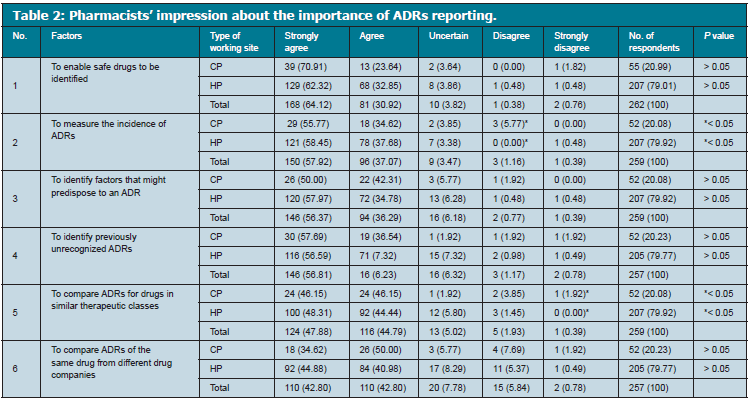 Table 2: Pharmacists' impression about the importance of ADRs reporting.
No. Factors Type of working site Strongly agree Agree Uncertain Disagree Strongly disagree No. of respondents P value
1 To enable safe drugs to be identified CP 39 (70.91) 13 (23.64) 2 (3.64) 0 (0.00) 1 (1.82) 55 (20.99) > 0.05
HP 129 (62.32) 68 (32.85) 8 (3.86) 1 (0.48) 1 (0.48) 207 (79.01) > 0.05
Total 168 (64.12) 81 (30.92) 10 (3.82) 1 (0.38) 2 (0.76) 262 (100)
2 To measure the incidence of ADRs CP 29 (55.77) 18 (34.62) 2 (3.85) 3 (5.77)* 0 (0.00) 52 (20.08) *< 0.05
HP 121 (58.45) 78 (37.68) 7 (3.38) 0 (0.00)* 1 (0.48) 207 (79.92) *< 0.05
Total 150 (57.92) 96 (37.07) 9 (3.47) 3 (1.16) 1 (0.39) 259 (100)
3 To identify factors that might predispose to an ADR CP 26 (50.00) 22 (42.31) 3 (5.77) 1 (1.92) 0 (0.00) 52 (20.08) > 0.05
HP 120 (57.97) 72 (34.78) 13 (6.28) 1 (0.48) 1 (0.48) 207 (79.92) > 0.05
Total 146 (56.37) 94 (36.29) 16 (6.18) 2 (0.77) 1 (0.39) 259 (100)
4 To identify previously unrecognized ADRs CP 30 (57.69) 19 (36.54) 1 (1.92) 1 (1.92) 1 (1.92) 52 (20.23) > 0.05
HP 116 (56.59) 71 (7.32) 15 (7.32) 2 (0.98) 1 (0.49) 205 (79.77) > 0.05
Total 146 (56.81) 16 (6.23) 16 (6.32) 3 (1.17) 2 (0.78) 257 (100)
5 To compare ADRs for drugs in similar therapeutic classes CP 24 (46.15) 24 (46.15) 1 (1.92) 2 (3.85) 1 (1.92)* 52 (20.08) *< 0.05
HP 100 (48.31) 92 (44.44) 12 (5.80) 3 (1.45) 0 (0.00)* 207 (79.92) *< 0.05
Total 124 (47.88) 116 (44.79) 13 (5.02) 5 (1.93) 1 (0.39) 259 (100)
6 To compare ADRs of the same drug from different drug companies CP 18 (34.62) 26 (50.00) 3 (5.77) 4 (7.69) 1 (1.92) 52 (20.23) > 0.05
HP 92 (44.88) 84 (40.98) 17 (8.29) 11 (5.37) 1 (0.49) 205 (79.77) > 0.05
Total 110 (42.80) 110 (42.80) 20 (7.78) 15 (5.84) 2 (0.78) 257 (100)